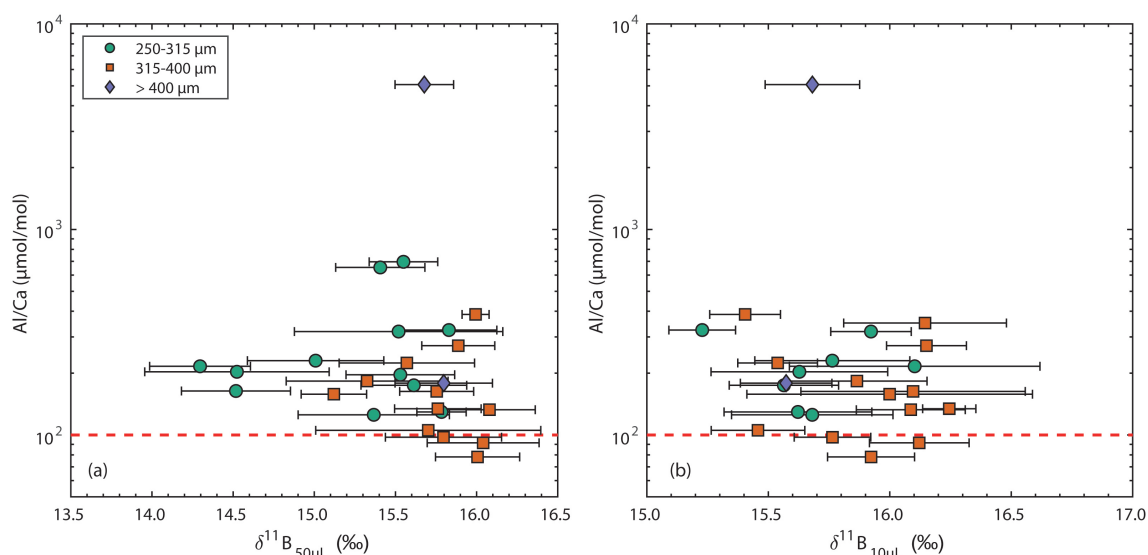 10⁴
10³
10²
Al/Ca (μmol/mol)
250-315 μm
315-400 μm
> 400 μm
(a)
13.5 14.0 14.5 15.0 15.5 16.0 16.5
δ¹¹B₅₀μl (‰)
10⁴
10³
10²
Al/Ca (μmol/mol)
(b)
15.0 15.5 16.0 16.5 17.0
δ¹¹B₁₀μl (‰)